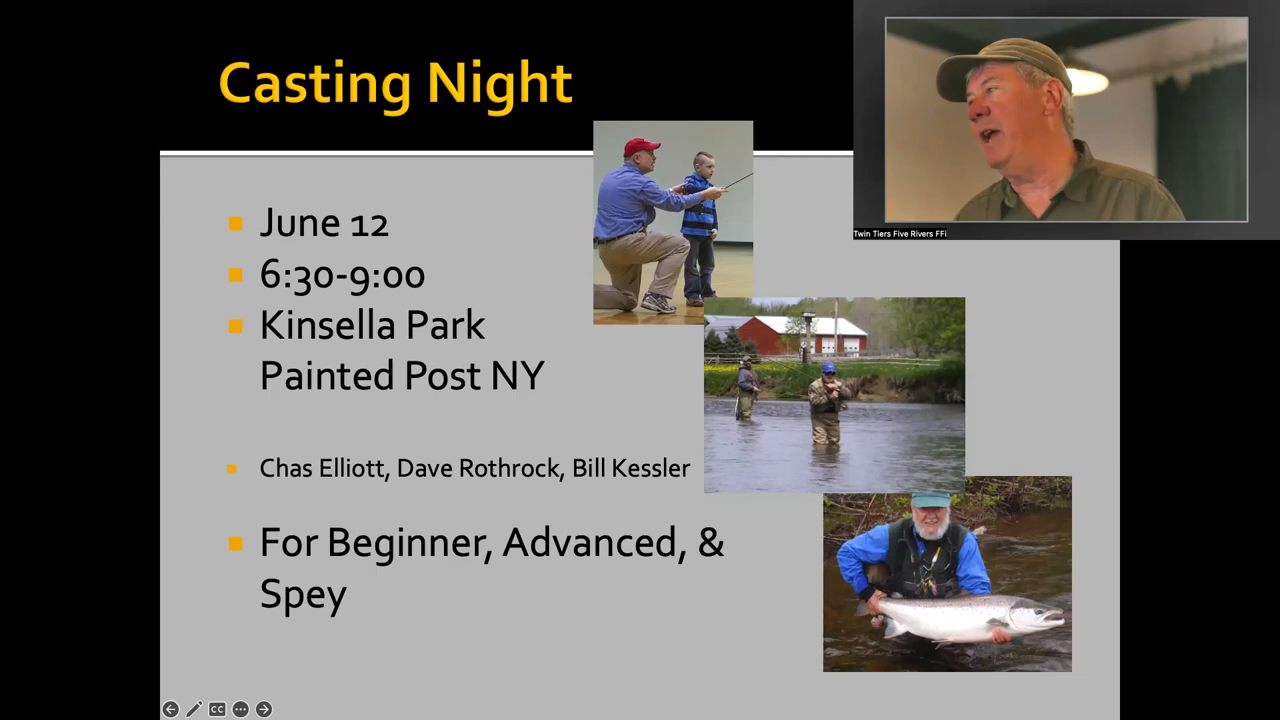 Casting Night
June 12
6:30-9:00
Kinsella Park
Painted Post NY
Chas Elliott, Dave Rothrock, Bill Kessler
For Beginner, Advanced, &
Spey
Twin Tiers Five Rivers FFi
CC